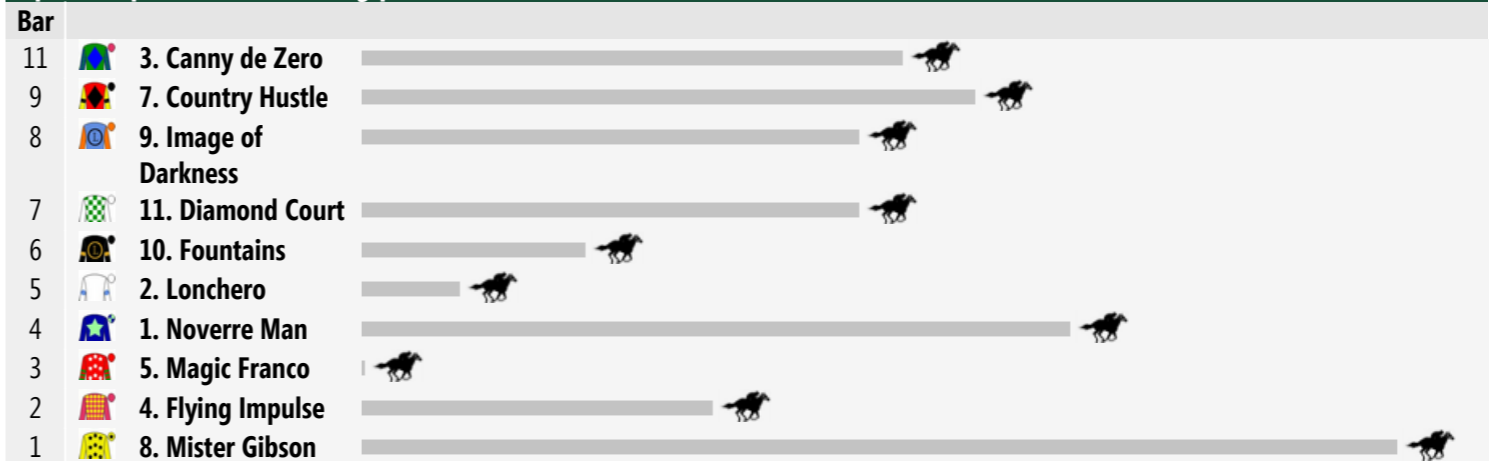 Bar
11 3. Canny de Zero
9 7. Country Hustle
8 9. Image of
Darkness
7 11. Diamond Court
6 10. Fountains
5 2. Lonchero
4 1. Noverre Man
3 5. Magic Franco
2 4. Flying Impulse
1 8. Mister Gibson